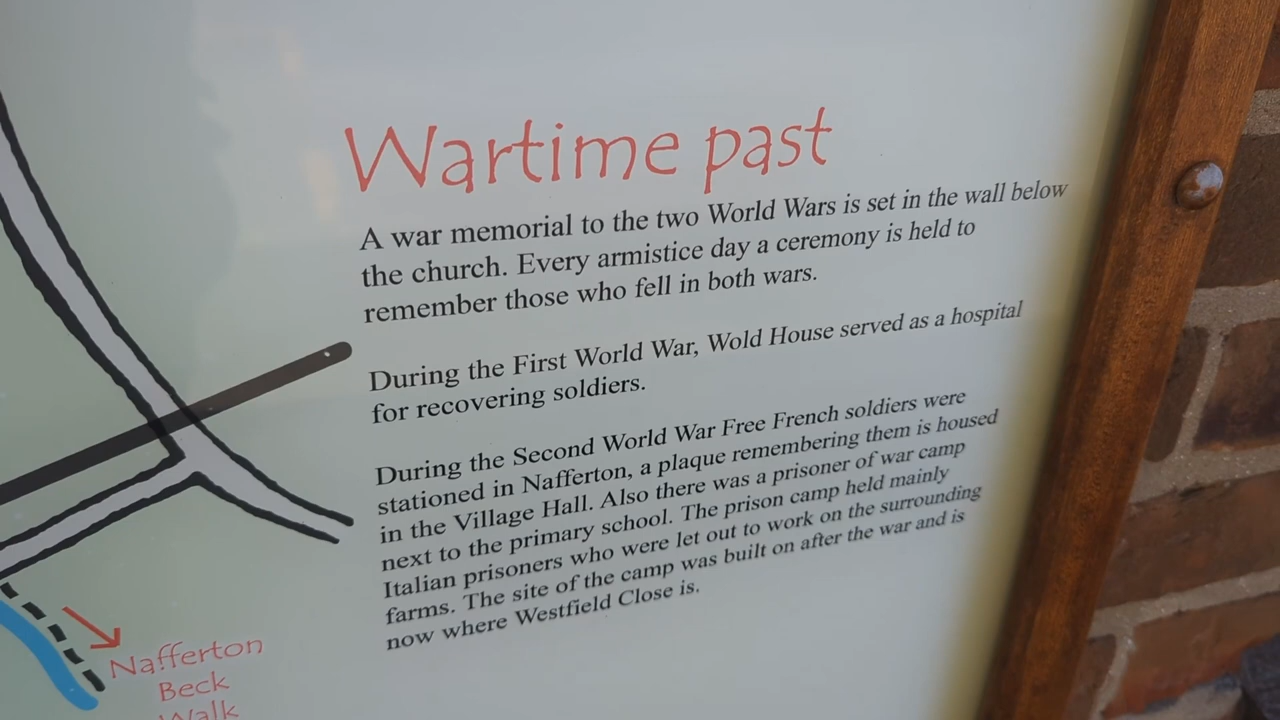 Wartime past
A war memorial to the two World Wars is set in the wall below
the church. Every armistice day a ceremony is held to
remember those who fell in both wars.
During the First World War, Wold House served as a hospital
for recovering soldiers.
During the Second World War Free French soldiers were
stationed in Nafferton, a plaque remembering them is housed
in the Village Hall. Also there was a prisoner of war camp
next to the primary school. The prison camp held mainly
Italian prisoners who were let out to work on the surrounding
farms. The site of the camp was built on after the war and is
now where Westfield Close is.
Nafferton
Beck
Walk